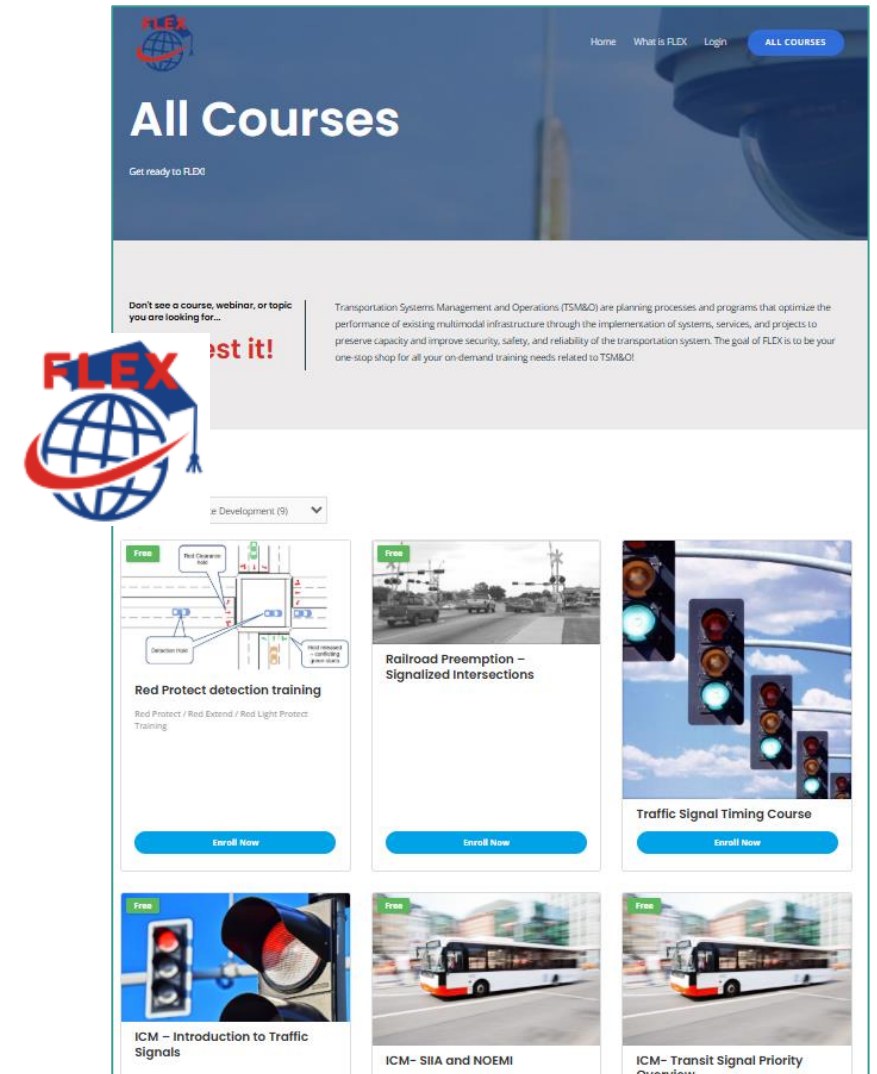 FLEX
Home What is FLEX Login ALL COURSES
All Courses
Get ready to FLEX!
Don't see a course, webinar, or topic
you are looking for...
est it!
Transportation Systems Management and Operations (TSM&O) are planning processes and programs that optimize the
performance of existing multimodal infrastructure through the implementation of systems, services, and projects to
preserve capacity and improve security, safety, and reliability of the transportation system. The goal of FLEX is to be your
one-stop shop for all your on-demand training needs related to TSM&O!
FLEX
Development (9)
Free
Red Clearance
hold
Detection Hold
Hold released
– conflicting
green starts
Red Protect detection training
Red Protect / Red Extend / Red Light Protect
Training
Enroll Now
Free
Railroad Preemption –
Signalized Intersections
Enroll Now
Traffic Signal Timing Course
Enroll Now
Free
ICM – Introduction to Traffic
Signals
Free
ICM- SIIA and NOEMI
Free
ICM- Transit Signal Priority
Overview